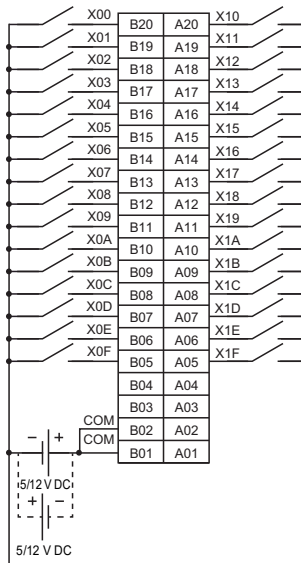 X00 B20 A20 X10
X01 B19 A19 X11
X02 B18 A18 X12
X03 B17 A17 X13
X04 B16 A16 X14
X05 B15 A15 X15
X06 B14 A14 X16
X07 B13 A13 X17
X08 B12 A12 X18
X09 B11 A11 X19
X0A B10 A10 X1A
X0B B09 A09 X1B
X0C B08 A08 X1C
X0D B07 A07 X1D
X0E B06 A06 X1E
X0F B05 A05 X1F
B04 A04
B03 A03
COM B02 A02
COM B01 A01
− +
5/12 V DC
+ −
5/12 V DC